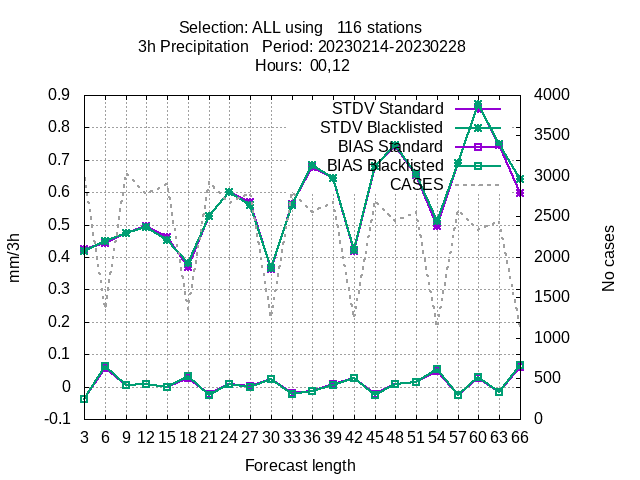 Selection: ALL using   116 stations
3h Precipitation   Period: 20230214-20230228
Hours:  00,12
0.9
0.8
0.7
0.6
0.5
0.4
0.3
0.2
0.1
0
-0.1
4000
3500
3000
2500
2000
1500
1000
500
0
STDV Standard
STDV Blacklisted
BIAS Standard
BIAS Blacklisted
CASES
mm/3h
No cases
3 6 9 12 15 18 21 24 27 30 33 36 39 42 45 48 51 54 57 60 63 66
Forecast length